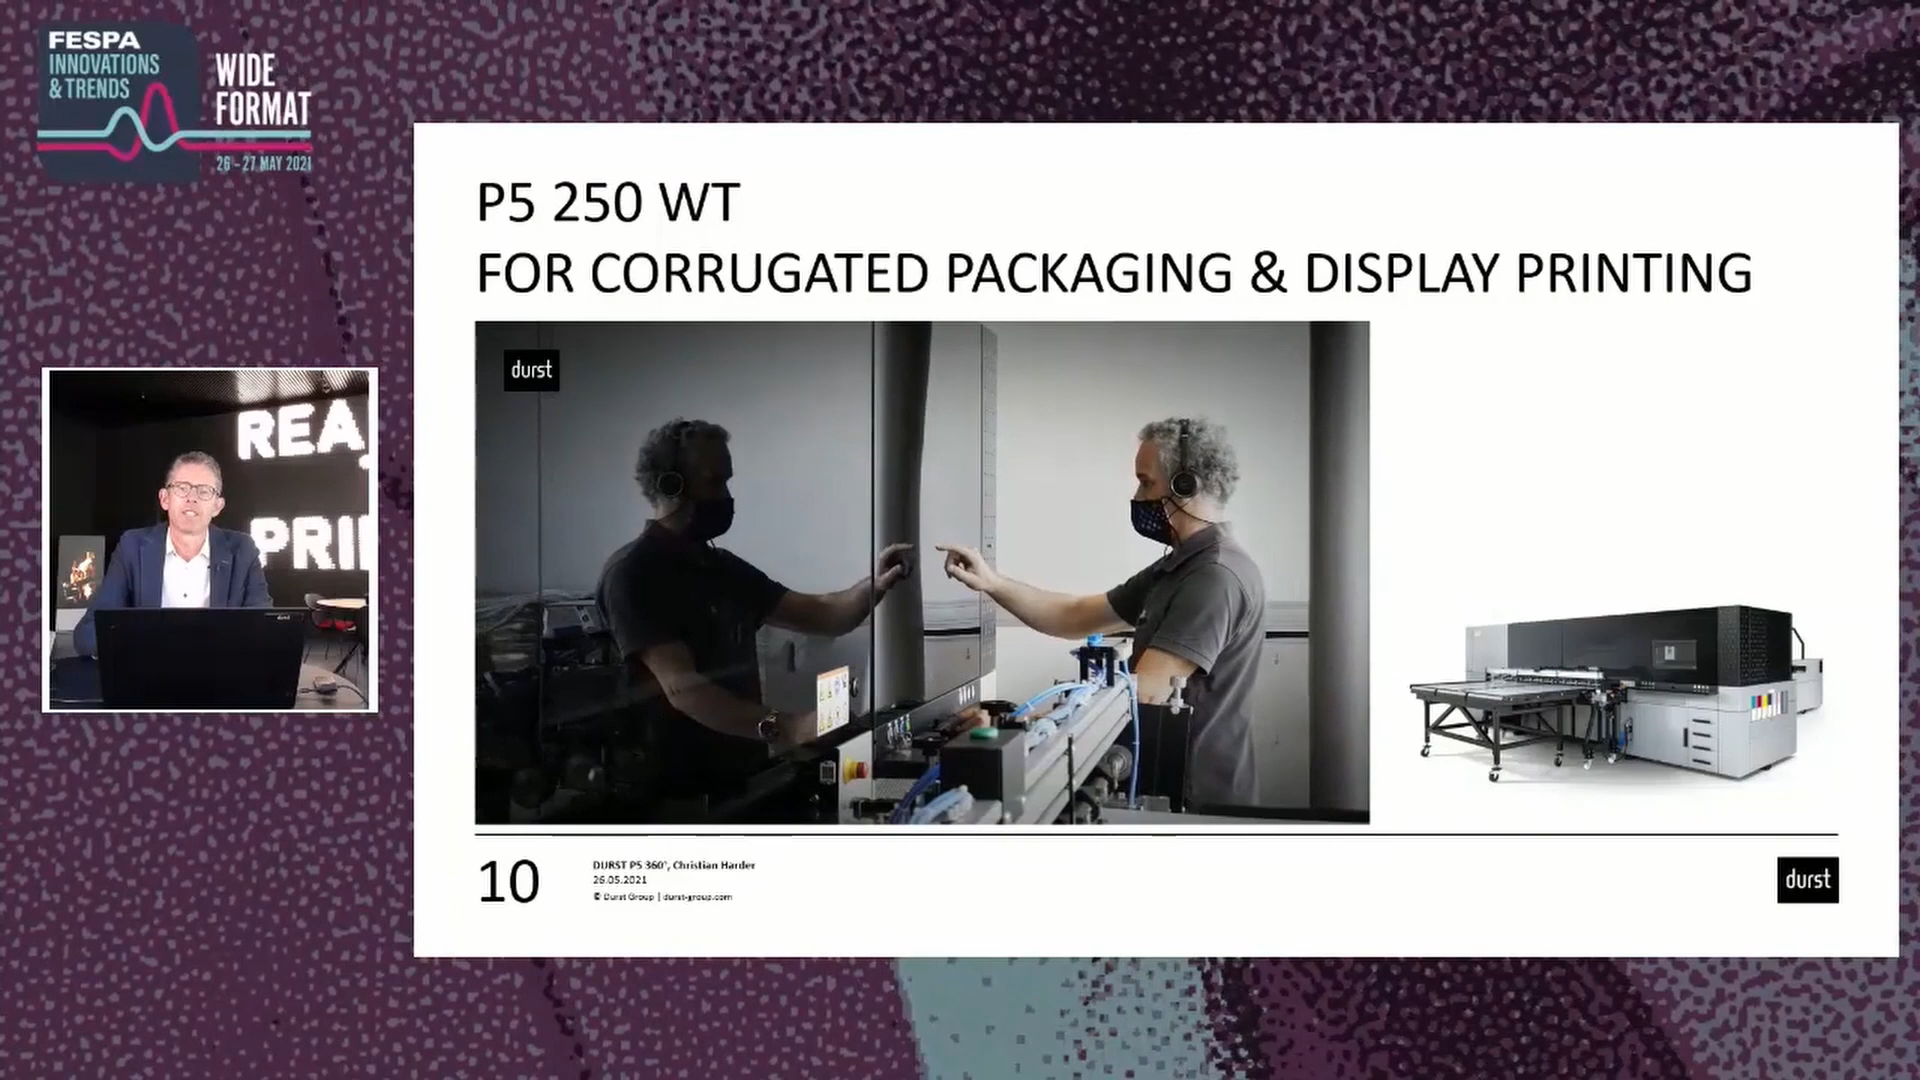 FESPA
INNOVATIONS
& TRENDS
WIDE
FORMAT
26 – 27 MAY 2021
P5 250 WT
FOR CORRUGATED PACKAGING & DISPLAY PRINTING
durst
REA
PRI
10
DURST P5 360°, Christian Harder
26.05.2021
© Durst Group | durst-group.com
durst